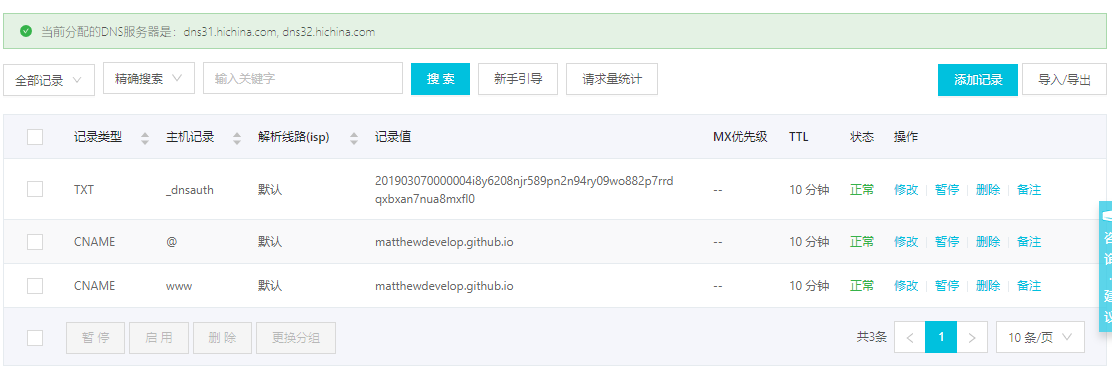 当前分配的DNS服务器是：dns31.hichina.com, dns32.hichina.com
全部记录 精确搜索 输入关键字 搜 索 新手引导 请求量统计 添加记录 导入/导出
记录类型 主机记录 解析线路(isp) 记录值 MX优先级 TTL 状态 操作
TXT _dnsauth 默认 201903070000004i8y6208njr589pn2n94ry09wo882p7rrd -- 10 分钟 正常 修改 暂停 删除 备注
qxbxan7nua8mxfl0
CNAME @ 默认 matthewdevelop.github.io -- 10 分钟 正常 修改 暂停 删除 备注
CNAME www 默认 matthewdevelop.github.io -- 10 分钟 正常 修改 暂停 删除 备注
暂 停 启 用 删 除 更换分组 共3条 < 1 > 10 条/页
咨询·建议